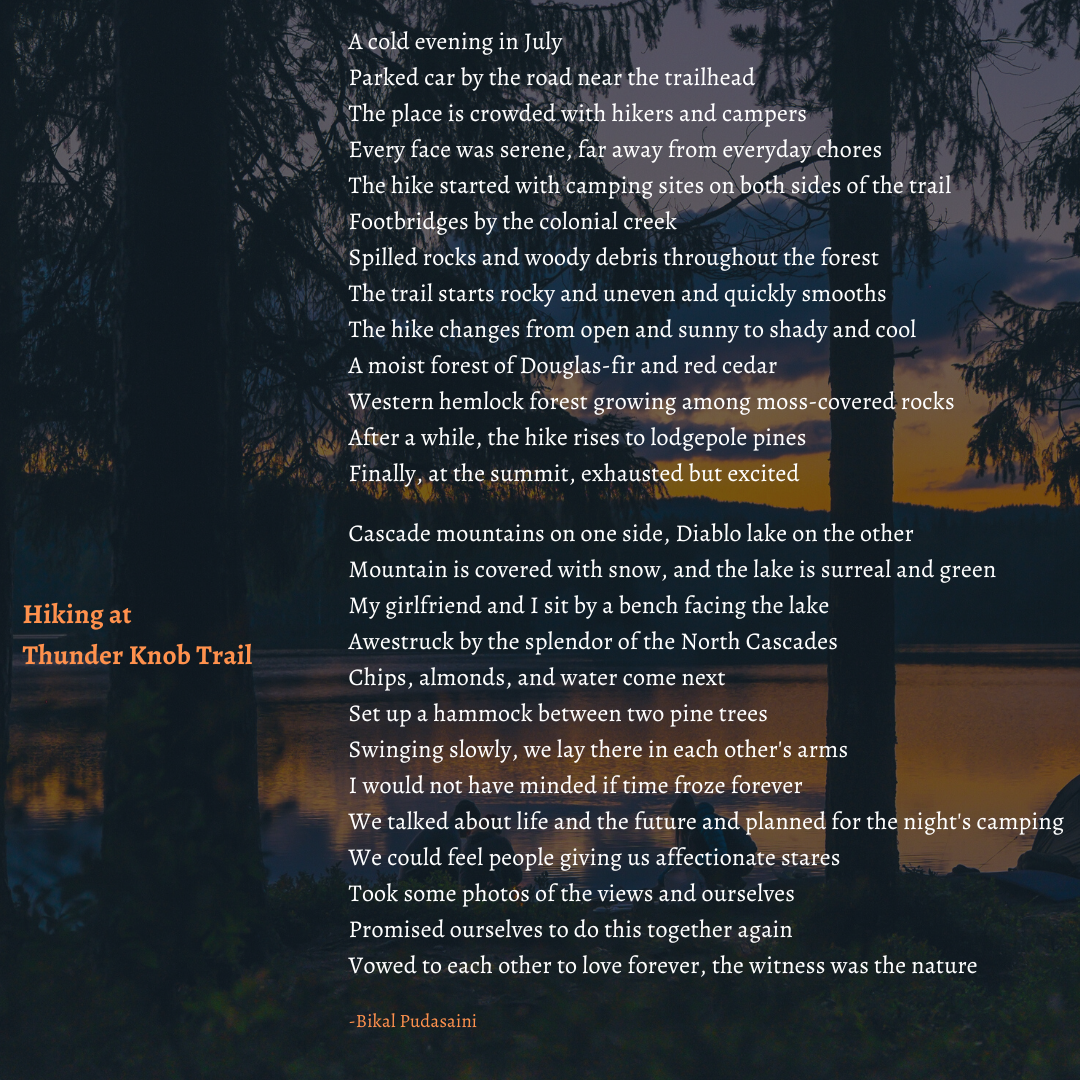 A cold evening in July
Parked car by the road near the trailhead
The place is crowded with hikers and campers
Every face was serene, far away from everyday chores
The hike started with camping sites on both sides of the trail
Footbridges by the colonial creek
Spilled rocks and woody debris throughout the forest
The trail starts rocky and uneven and quickly smooths
The hike changes from open and sunny to shady and cool
A moist forest of Douglas-fir and red cedar
Western hemlock forest growing among moss-covered rocks
After a while, the hike rises to lodgepole pines
Finally, at the summit, exhausted but excited
Cascade mountains on one side, Diablo lake on the other
Mountain is covered with snow, and the lake is surreal and green
My girlfriend and I sit by a bench facing the lake
Awestruck by the splendor of the North Cascades
Chips, almonds, and water come next
Set up a hammock between two pine trees
Swinging slowly, we lay there in each other's arms
I would not have minded if time froze forever
We talked about life and the future and planned for the night's camping
We could feel people giving us affectionate stares
Took some photos of the views and ourselves
Promised ourselves to do this together again
Vowed to each other to love forever, the witness was the nature
-Bikal Pudasaini
Hiking at
Thunder Knob Trail